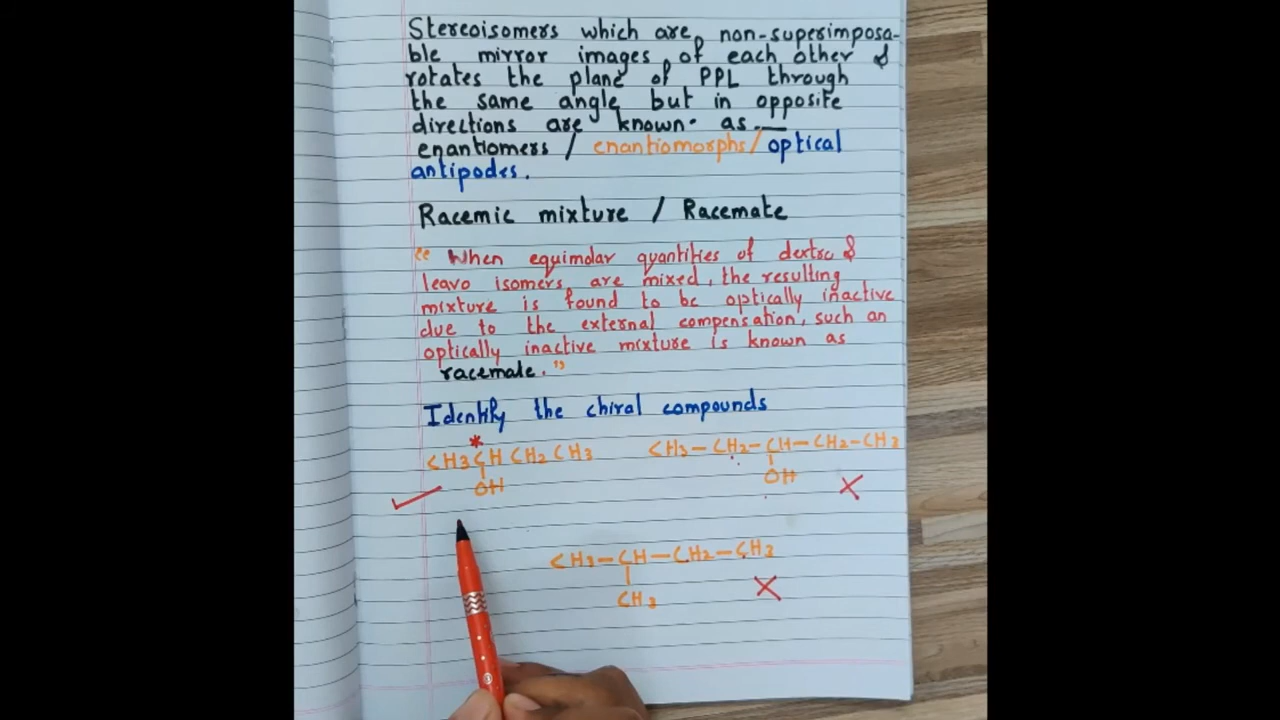 Stereoisomers which are non-superimposa-
ble mirror images of each other &
rotates the plane of PPL through
the same angle but in opposite
directions are known as
enantiomers / enantiomorphs/ optical
antipodes.
Racemic mixture / Racemate
“ When equimolar quantities of dextro &
leavo isomers are mixed, the resulting
mixture is found to be optically inactive
due to the external compensation, such an
optically inactive mixture is known as
racemate. ”
Identify the chiral compounds
*
CH3 CH CH2 CH3
OH
CH3-CH2-CH-CH2-CH3
OH
CH3-CH-CH2-CH3
CH3